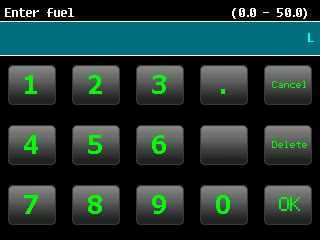 Enter fuel (0.0 - 50.0)
L
1 2 3 . Cancel
4 5 6 Delete
7 8 9 0 OK